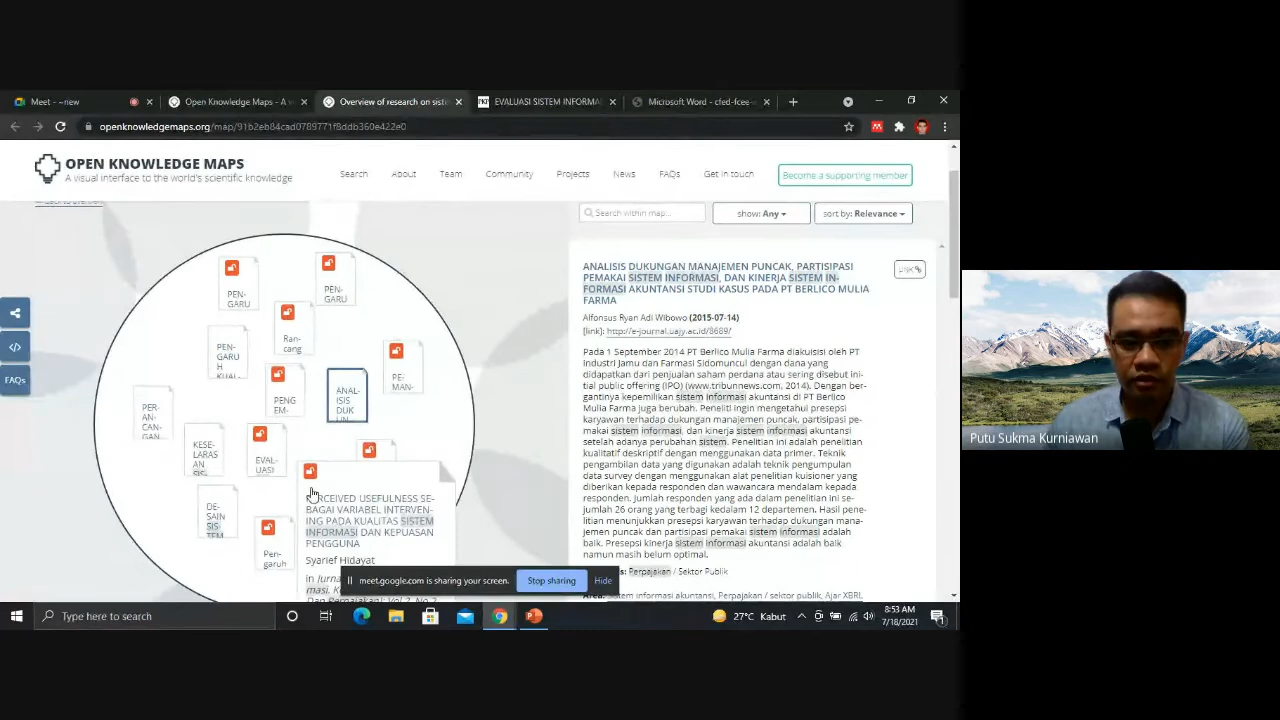 Meet - ~new
Open Knowledge Maps - A v
Overview of research on sist
EVALUASI SISTEM INFORMA
Microsoft Word - cfed-fcee-
openknowledgemaps.org/map/91b2eb84cad0789771f8ddb360e422e0
OPEN KNOWLEDGE MAPS
A visual interface to the world's scientific knowledge
Search
About
Team
Community
Projects
News
FAQs
Get in touch
Become a supporting member
Search within map...
show: Any
sort by: Relevance
FAQs
PEN-
GARU
PEN-
GARU
Ran-
cang
PEN-
GARU
H
KUAL-
PE-
MAN-
PENG
EM-
ANAL-
ISIS
DUK
UN-
PER-
AN-
CAN-
GAN
KESE-
LARAS
AN
SIS-
EVAL-
UASI
DE-
SAIN
SIS
TEM
Pen-
garuh
PERCEIVED USEFULNESS SE-
BAGAI VARIABEL INTERVEN-
ING PADA KUALITAS SISTEM
INFORMASI DAN KEPUASAN
PENGGUNA
Syarief Hidayat
ANALISIS DUKUNGAN MANAJEMEN PUNCAK, PARTISIPASI
PEMAKAI SISTEM INFORMASI, DAN KINERJA SISTEM IN-
FORMASI AKUNTANSI STUDI KASUS PADA PT BERLICO MULIA
FARMA
LINK
Alfonsus Ryan Adi Wibowo (2015-07-14)
[link]: http://e-journal.uajy.ac.id/8689/
Pada 1 September 2014 PT Berlico Mulia Farma diakuisisi oleh PT
Industri Jamu dan Farmasi Sidomuncul dengan dana yang
didapatkan dari penjualan saham perdana atau sering disebut ini-
tial public offering (IPO) (www.tribunnews.com, 2014). Dengan ber-
gantinya kepemilikan sistem informasi akuntansi di PT Berlico
Mulia Farma juga berubah. Peneliti ingin mengetahui presepsi
karyawan terhadap dukungan manajemen puncak, partisipasi pe-
makai sistem informasi, dan kinerja sistem informasi akuntansi
setelah adanya perubahan sistem. Penelitian ini adalah penelitian
kualitatif deskriptif dengan menggunakan data primer. Teknik
pengambilan data yang digunakan adalah teknik pengumpulan
data survey dengan menggunakan alat penelitian kuisioner yang
diberikan kepada responden dan wawancara mendalam kepada
responden. Jumlah responden yang ada dalam penelitian ini se-
jumlah 26 orang yang terbagi kedalam 12 departemen. Hasil pene-
litian menunjukkan presepsi karyawan terhadap dukungan mana-
jemen puncak dan partisipasi pemakai sistem informasi adalah
baik. Presepsi kinerja sistem informasi akuntansi adalah baik
namun masih belum optimal.
Perpajakan / Sektor Publik
Area: Sistem informasi akuntansi, Perpajakan / sektor publik, Ajar XBRL
meet.google.com is sharing your screen.
Stop sharing
Hide
Type here to search
27°C Kabut
8:53 AM
7/18/2021
Putu Sukma Kurniawan